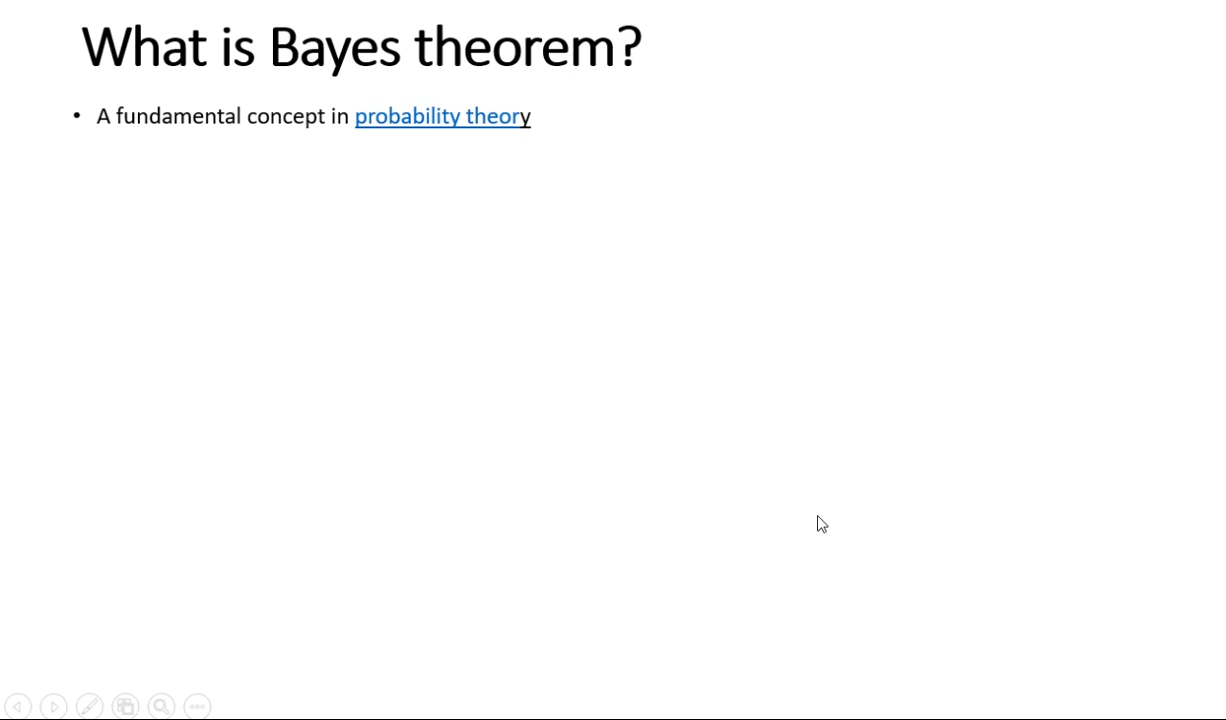 What is Bayes theorem?
• A fundamental concept in probability theory